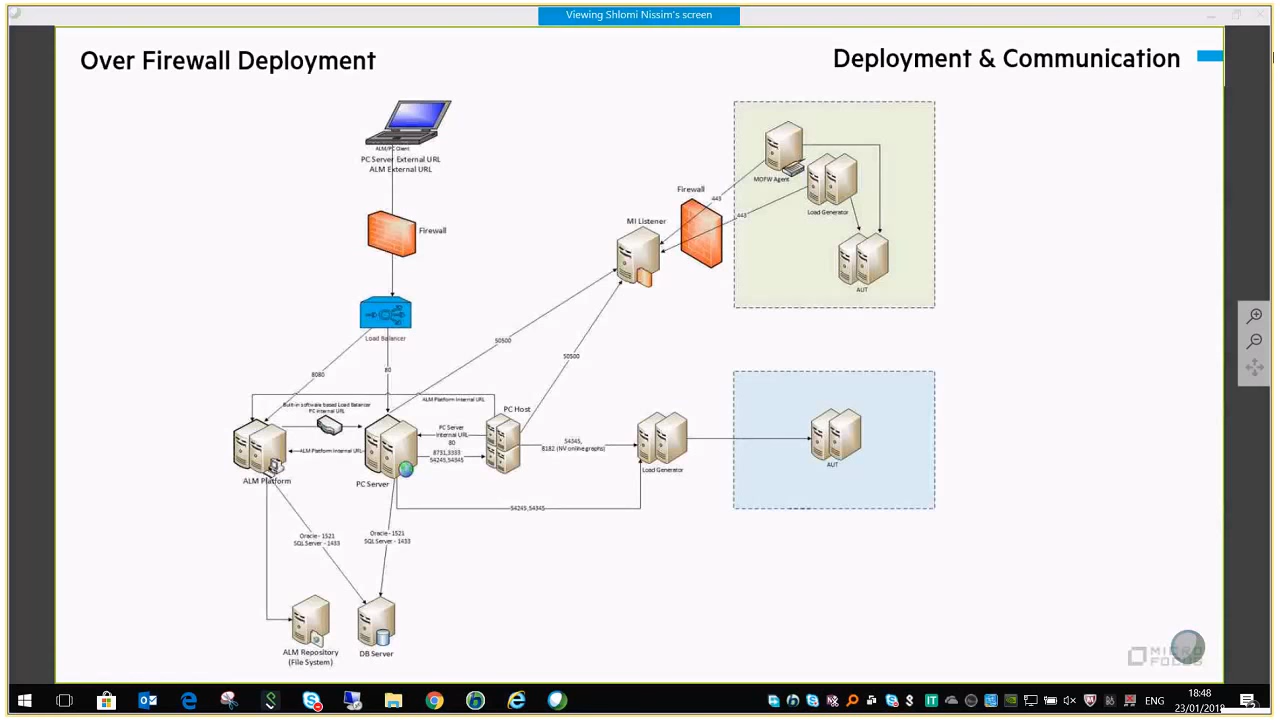 Viewing Shlomi Nissim's screen
Over Firewall Deployment
Deployment & Communication
ALM/PC Client
PC Server External URL
ALM External URL
Firewall
Load Balancer
8080
80
Firewall
MI Listener
443
443
MOFW Agent
Load Generator
AUT
50500
50500
ALM Platform Internal URL
Built-in software based Load Balancer
PC Internal URL
PC Host
PC Server
Internal URL
80
8731,3333
54245,54345
ALM Platform Internal URL
54345,
8182 (NV online graphs)
Load Generator
AUT
ALM Platform
PC Server
54245,54345
Oracle - 1521
SQL Server - 1433
Oracle - 1521
SQL Server - 1433
ALM Repository
(File System)
DB Server
MICRO
FOCUS
ENG
18:48
23/01/2018